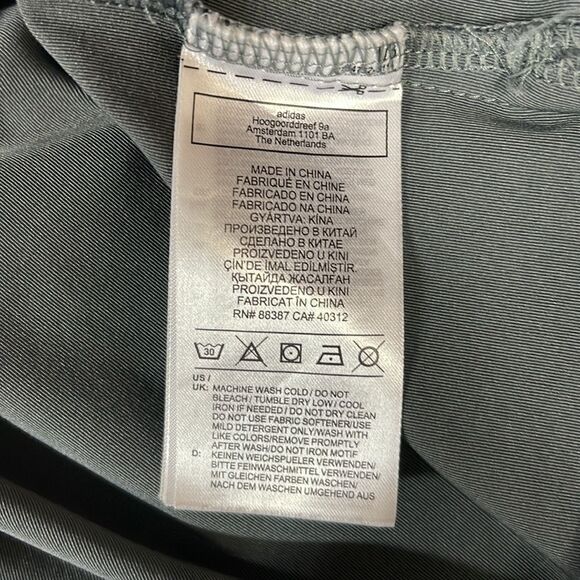 adidas
Hoogoorddreef 9a
Amsterdam 1101 BA
The Netherlands
MADE IN CHINA
FABRIQUÉ EN CHINE
FABRICADO EN CHINA
FABRICADO NA CHINA
GYÁRTVA: KÍNA
ПРОИЗВЕДЕНО В КИТАЙ
СДЕЛАНО В КИТАЕ
PROIZVEDENO U KINI
ÇIN'DE İMAL EDİLMİŞTİR.
ҚЫТАЙДА ЖАСАЛҒАН
PROIZVEDENO U KINI
FABRICAT ÎN CHINA
RN# 88387 CA# 40312
30
US /
UK: MACHINE WASH COLD / DO NOT
BLEACH / TUMBLE DRY LOW / COOL
IRON IF NEEDED / DO NOT DRY CLEAN
DO NOT USE FABRIC SOFTENER/USE
MILD DETERGENT ONLY/WASH WITH
LIKE COLORS/REMOVE PROMPTLY
AFTER WASH/DO NOT IRON MOTIF
D: KEINEN WEICHSPUELER VERWENDEN/
BITTE FEINWASCHMITTEL VERWENDEN/
MIT GLEICHEN FARBEN WASCHEN/
NACH DEM WASCHEN UMGEHEND AUS